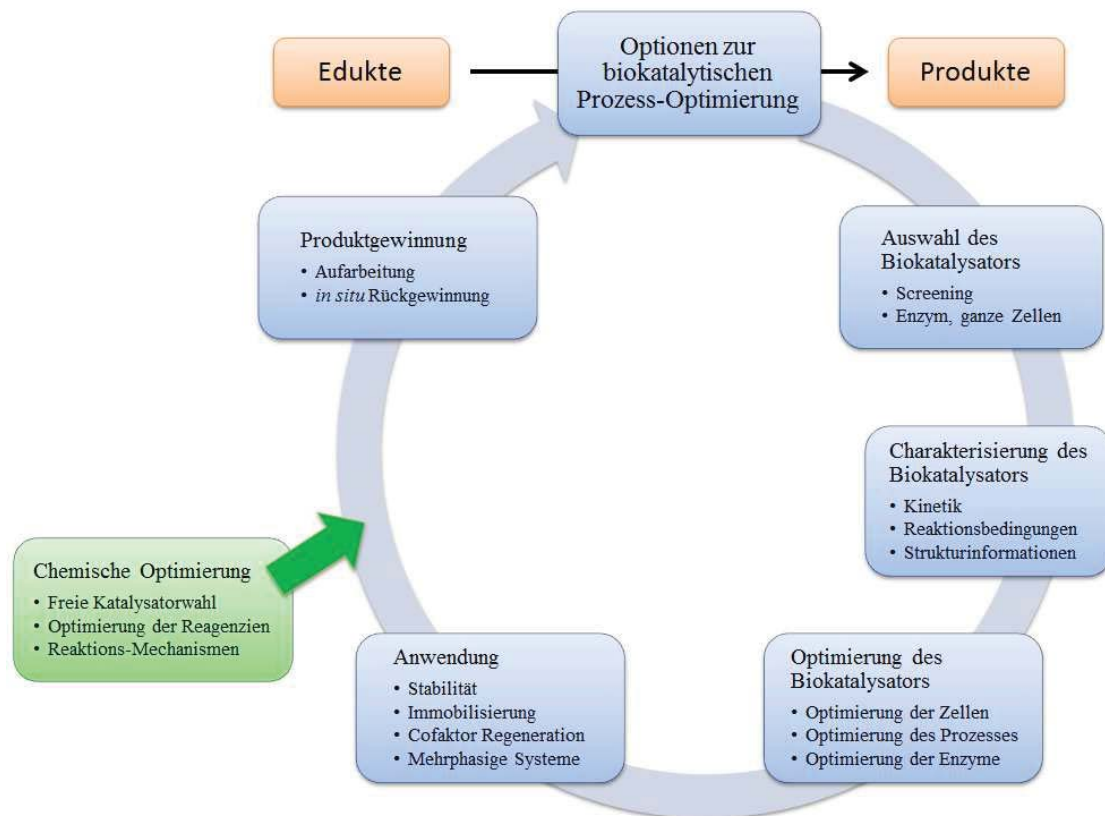 Edukte
Optionen zur
biokatalytischen
Prozess-Optimierung
Produkte
Auswahl des
Biokatalysators
• Screening
• Enzym, ganze Zellen
Charakterisierung des
Biokatalysators
• Kinetik
• Reaktionsbedingungen
• Strukturinformationen
Optimierung des
Biokatalysators
• Optimierung der Zellen
• Optimierung des Prozesses
• Optimierung der Enzyme
Anwendung
• Stabilität
• Immobilisierung
• Cofaktor Regeneration
• Mehrphasige Systeme
Chemische Optimierung
• Freie Katalysatorwahl
• Optimierung der Reagenzien
• Reaktions-Mechanismen
Produktgewinnung
• Aufarbeitung
• in situ Rückgewinnung